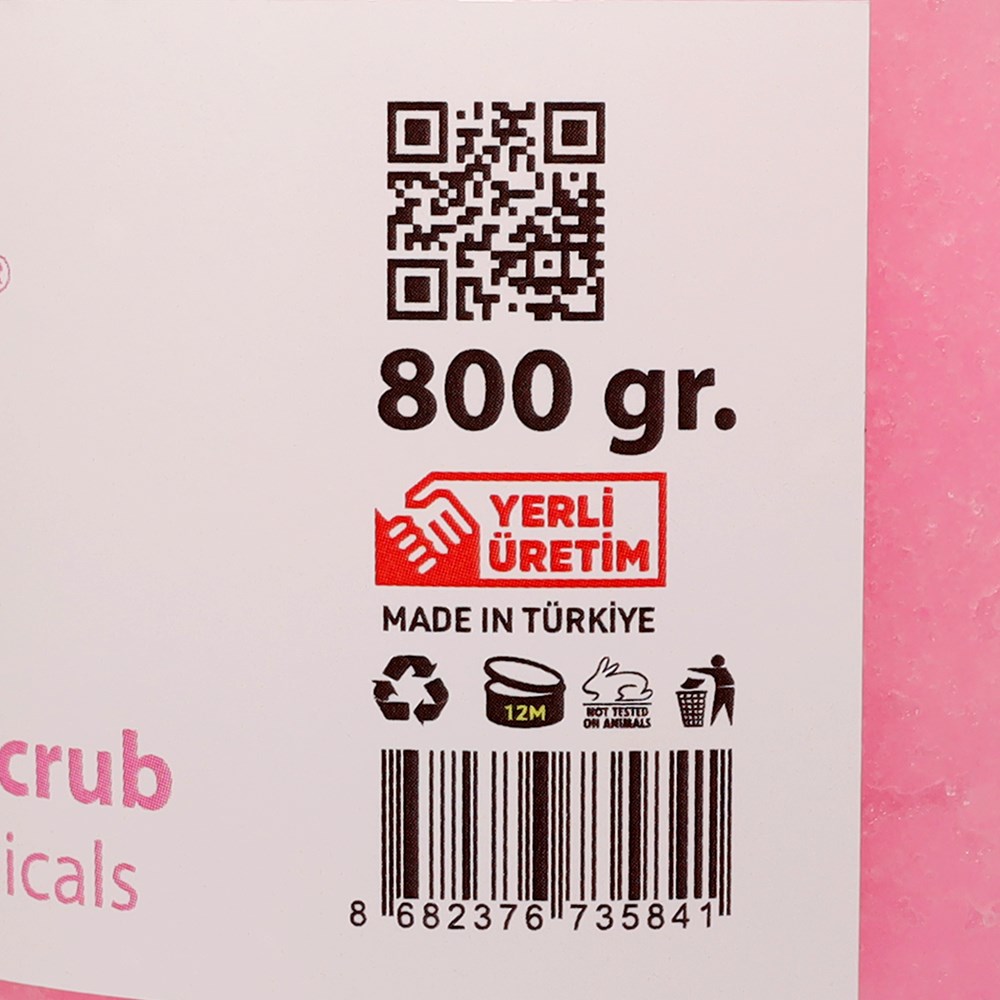 ®
800 gr.
YERLİ
ÜRETİM
MADE IN TÜRKİYE
12M
NOT TESTED
ON ANIMALS
crub
icals
8 682376 735841